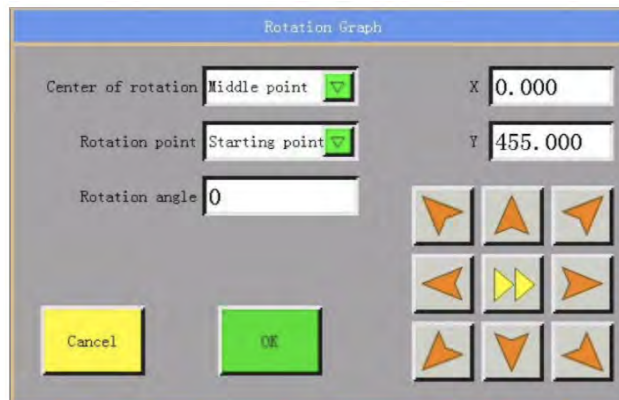 Rotation Graph
Center of rotation Middle point X 0.000
Rotation point Starting point Y 455.000
Rotation angle 0
Cancel OK